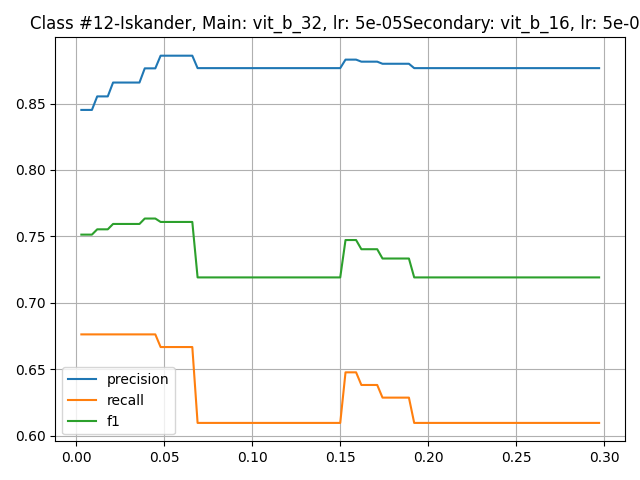 Class #12-Iskander, Main: vit_b_32, lr: 5e-05Secondary: vit_b_16, lr: 5e-0
0.85
0.80
0.75
0.70
0.65
0.60
precision
recall
f1
0.00 0.05 0.10 0.15 0.20 0.25 0.30